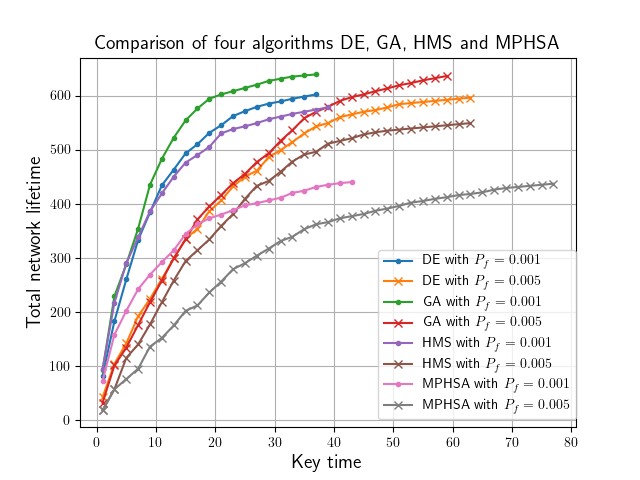 Comparison of four algorithms DE, GA, HMS and MPHSA
Total network lifetime
600
500
400
300
200
100
0
DE with P_f = 0.001
DE with P_f = 0.005
GA with P_f = 0.001
GA with P_f = 0.005
HMS with P_f = 0.001
HMS with P_f = 0.005
MPHSA with P_f = 0.001
MPHSA with P_f = 0.005
0 10 20 30 40 50 60 70 80
Key time